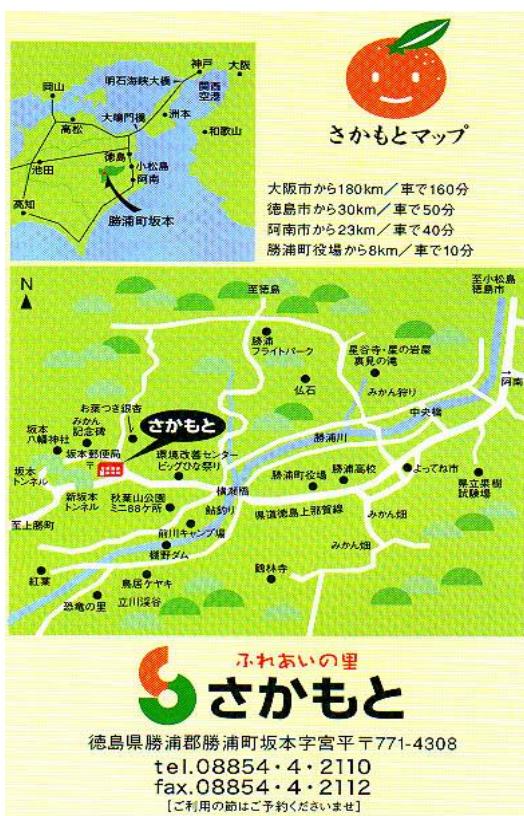 神戸
大阪
岡山
明石海峡大橋
関西
空港
大鳴門橋
洲本
高松
和歌山
徳島
小松島
池田
阿南
高知
勝浦町坂本
さかもとマップ
大阪市から180km／車で160分
徳島市から30km／車で50分
阿南市から23km／車で40分
勝浦町役場から8km／車で10分
N
至徳島
至小松島
徳島市
勝浦
フライトパーク
星谷寺・星の岩屋
裏見の滝
→
阿南
仏石
みかん狩り
お葉つき銀杏
中央橋
みかん
記念碑
さかもと
坂本
八幡神社
坂本郵便局
〒
勝浦川
環境改善センター
ビッグひな祭り
坂本
トンネル
勝浦町役場
勝浦高校
よってね市
県立果樹
試験場
横瀬橋
新坂本
トンネル
秋葉山公園
ミニ88ケ所
鮎釣り
県道徳島上那賀線
みかん畑
至上勝町
前川キャンプ場
みかん畑
棚野ダム
紅葉
鳥居ケヤキ
鶴林寺
恐竜の里
立川渓谷
ふれあいの里
さかもと
徳島県勝浦郡勝浦町坂本字宮平〒771-4308
tel.08854・4・2110
fax.08854・4・2112
［ご利用の節はご予約くださいませ］